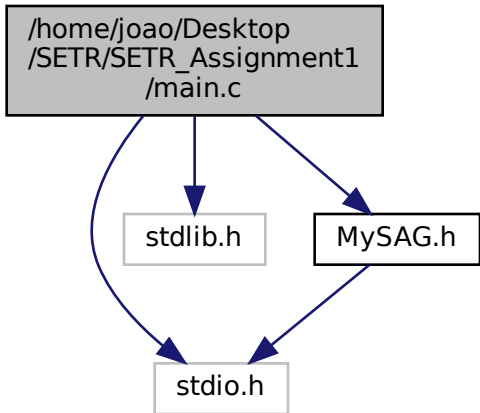 /home/joao/Desktop
/SETR/SETR_Assignment1
/main.c
stdlib.h
MySAG.h
stdio.h